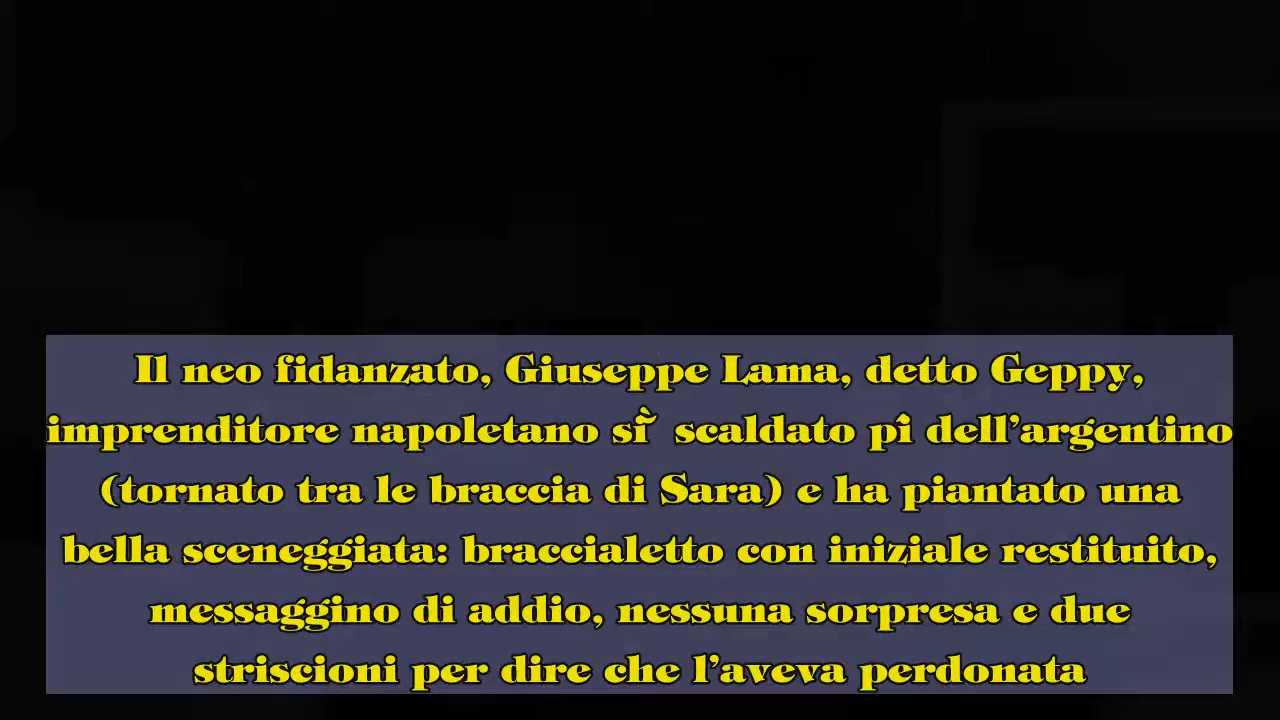 Il neo fidanzato, Giuseppe Lama, detto Geppy,
imprenditore napoletano sĩ̀ scaldato pî dell'argentino
(tornato tra le braccia di Sara) e ha piantato una
bella sceneggiata: braccialetto con iniziale restituito,
messaggino di addio, nessuna sorpresa e due
striscioni per dire che l'aveva perdonata